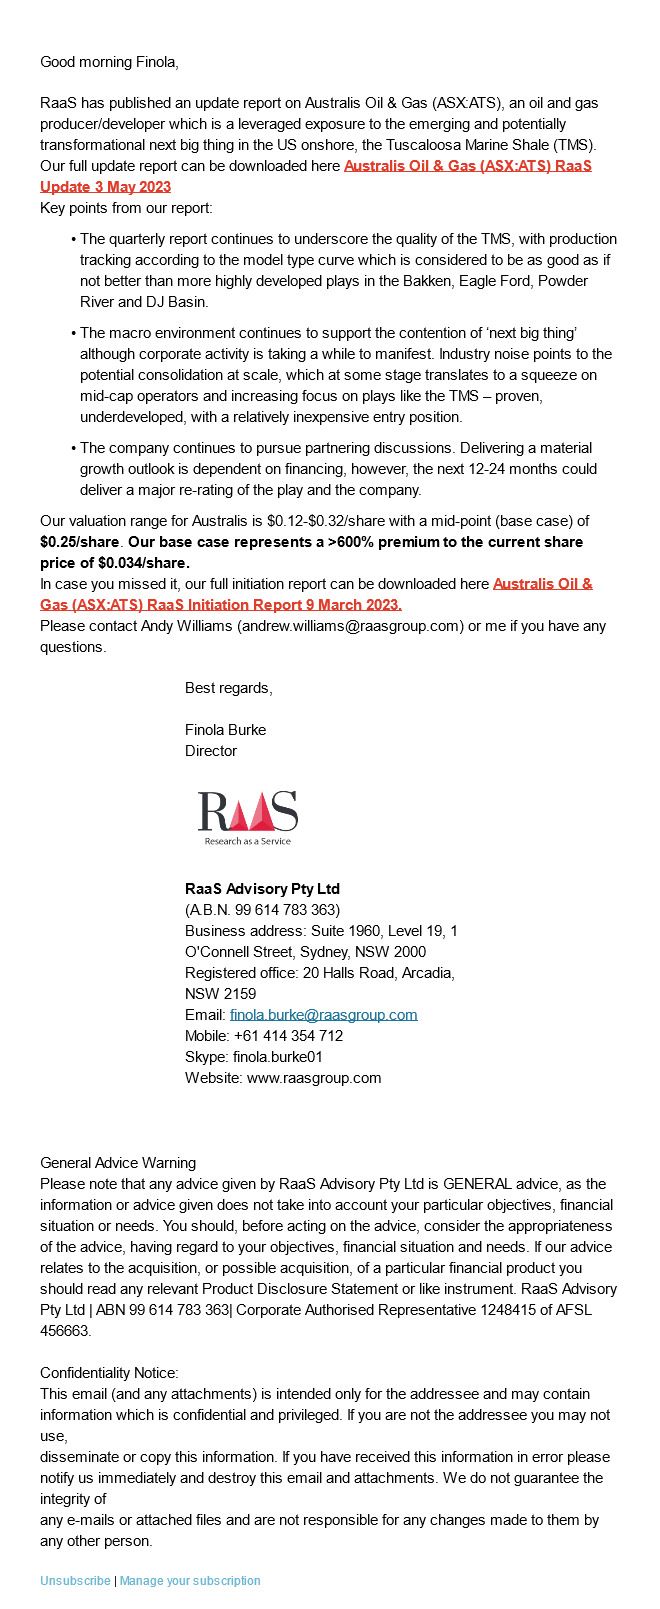 Good morning Finola,
RaaS has published an update report on Australis Oil & Gas (ASX:ATS), an oil and gas
producer/developer which is a leveraged exposure to the emerging and potentially
transformational next big thing in the US onshore, the Tuscaloosa Marine Shale (TMS).
Our full update report can be downloaded here Australis Oil & Gas (ASX:ATS) RaaS
Update 3 May 2023
Key points from our report:
• The quarterly report continues to underscore the quality of the TMS, with production
tracking according to the model type curve which is considered to be as good as if
not better than more highly developed plays in the Bakken, Eagle Ford, Powder
River and DJ Basin.
• The macro environment continues to support the contention of ‘next big thing’
although corporate activity is taking a while to manifest. Industry noise points to the
potential consolidation at scale, which at some stage translates to a squeeze on
mid-cap operators and increasing focus on plays like the TMS – proven,
underdeveloped, with a relatively inexpensive entry position.
• The company continues to pursue partnering discussions. Delivering a material
growth outlook is dependent on financing, however, the next 12-24 months could
deliver a major re-rating of the play and the company.
Our valuation range for Australis is $0.12-$0.32/share with a mid-point (base case) of
$0.25/share. Our base case represents a >600% premium to the current share
price of $0.034/share.
In case you missed it, our full initiation report can be downloaded here Australis Oil &
Gas (ASX:ATS) RaaS Initiation Report 9 March 2023.
Please contact Andy Williams (andrew.williams@raasgroup.com) or me if you have any
questions.
Best regards,
Finola Burke
Director
RaaS
Research as a Service
RaaS Advisory Pty Ltd
(A.B.N. 99 614 783 363)
Business address: Suite 1960, Level 19, 1
O'Connell Street, Sydney, NSW 2000
Registered office: 20 Halls Road, Arcadia,
NSW 2159
Email: finola.burke@raasgroup.com
Mobile: +61 414 354 712
Skype: finola.burke01
Website: www.raasgroup.com
General Advice Warning
Please note that any advice given by RaaS Advisory Pty Ltd is GENERAL advice, as the
information or advice given does not take into account your particular objectives, financial
situation or needs. You should, before acting on the advice, consider the appropriateness
of the advice, having regard to your objectives, financial situation and needs. If our advice
relates to the acquisition, or possible acquisition, of a particular financial product you
should read any relevant Product Disclosure Statement or like instrument. RaaS Advisory
Pty Ltd | ABN 99 614 783 363| Corporate Authorised Representative 1248415 of AFSL
456663.
Confidentiality Notice:
This email (and any attachments) is intended only for the addressee and may contain
information which is confidential and privileged. If you are not the addressee you may not
use,
disseminate or copy this information. If you have received this information in error please
notify us immediately and destroy this email and attachments. We do not guarantee the
integrity of
any e-mails or attached files and are not responsible for any changes made to them by
any other person.
Unsubscribe | Manage your subscription